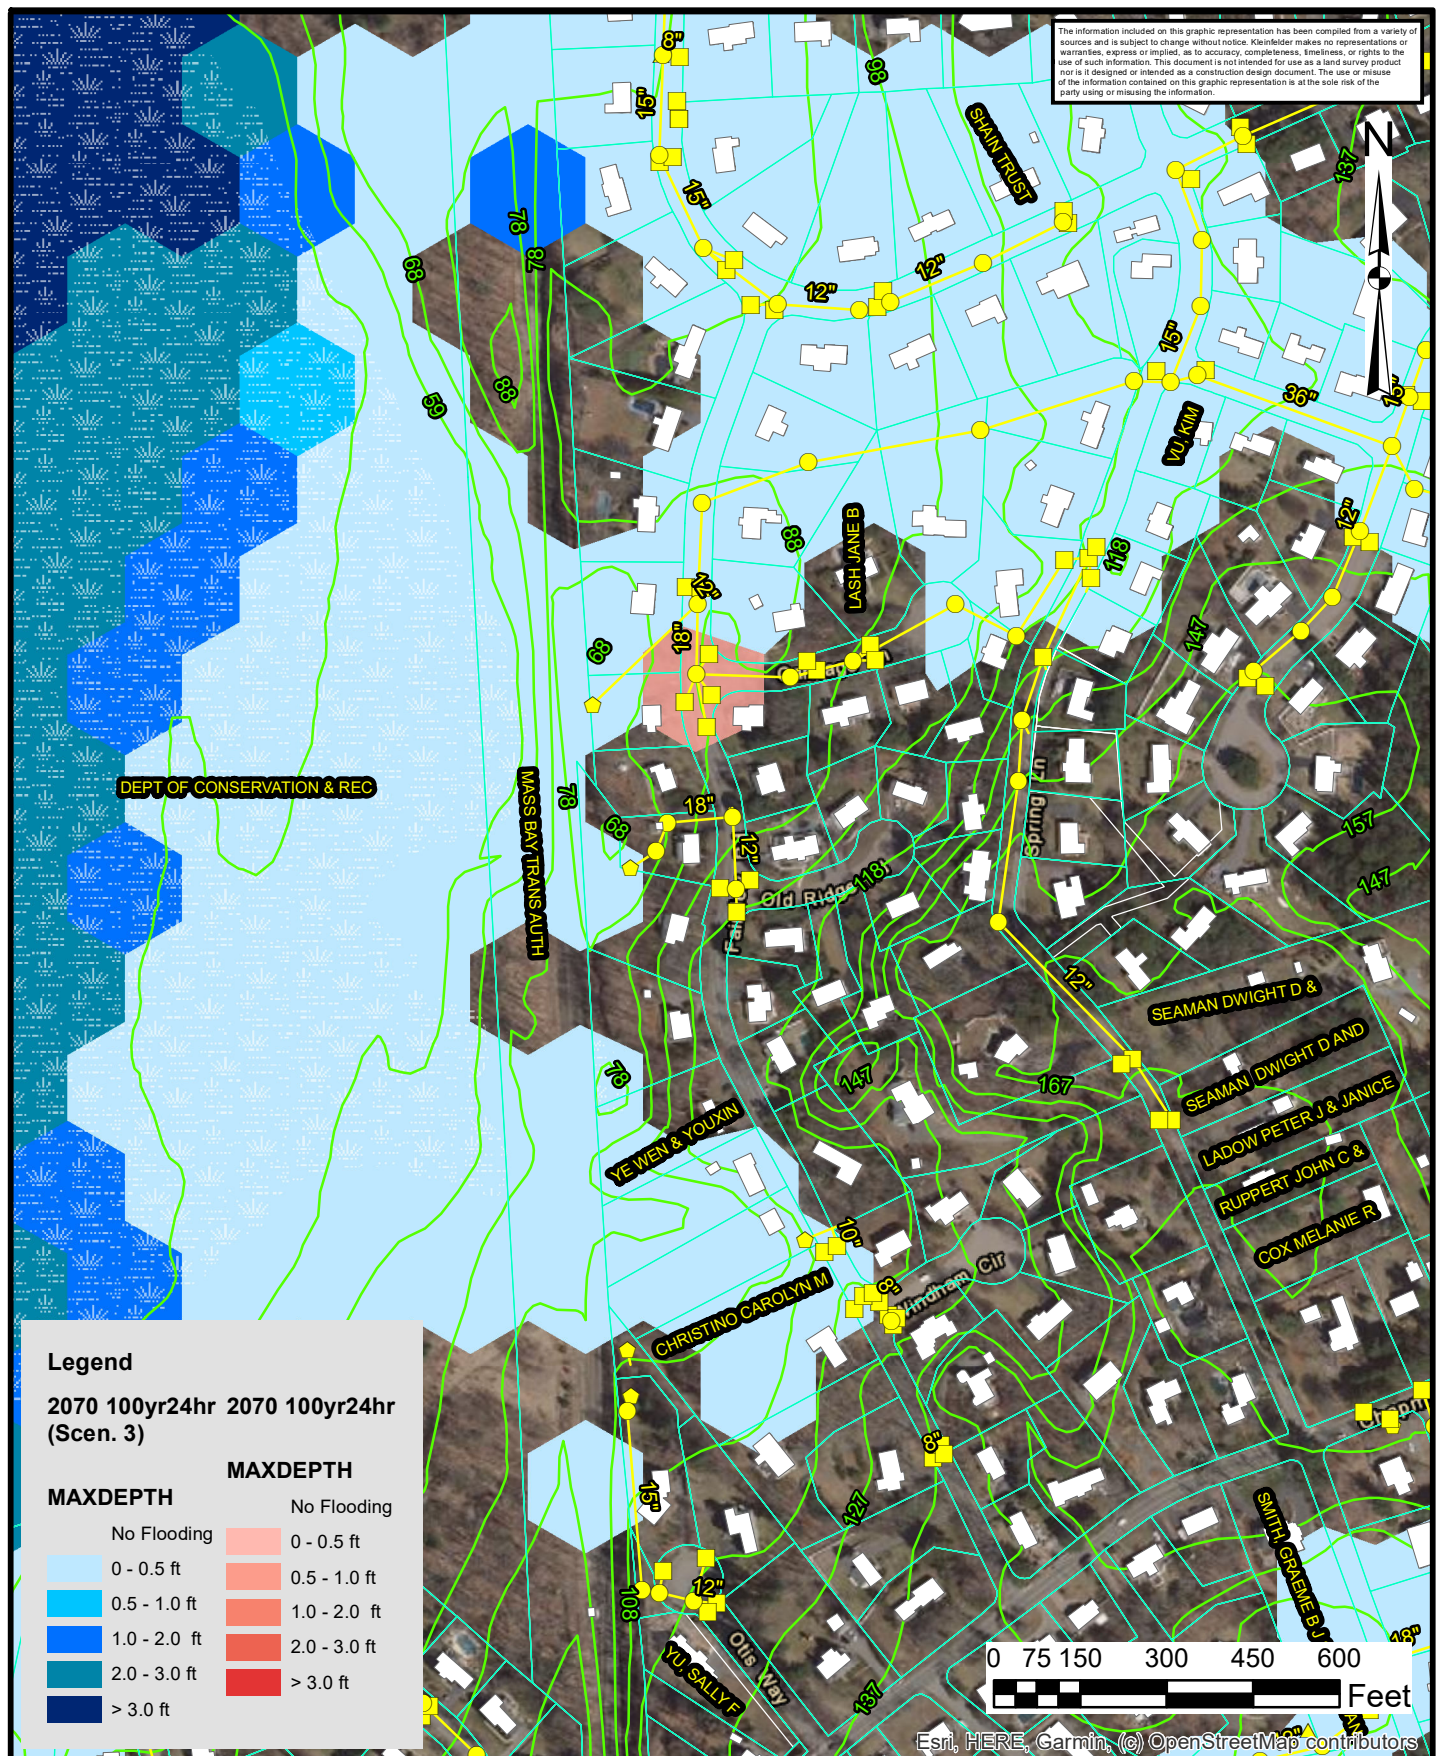 The information included on this graphic representation has been compiled from a variety of
sources and is subject to change without notice. Kleinfelder makes no representations or
warranties, express or implied, as to accuracy, completeness, timeliness, or rights to the
use of such information. This document is not intended for use as a land survey product
nor is it designed or intended as a construction design document. The use or misuse
of the information contained on this graphic representation is at the sole risk of the
party using or misusing the information.
N
8"
15"
98
SHAIN TRUST
137
15"
78
78
68
12"
12"
15"
36"
15"
88
59
VU, KIM
12"
88
LASH JANE B
118
12"
18"
68
147
DEPT OF CONSERVATION & REC
MASS BAY TRANS AUTH
78
68
18"
12"
Old Ridge
118
Spring Ln
157
147
12"
SEAMAN DWIGHT D &
SEAMAN DWIGHT D AND
LADOW PETER J & JANICE
RUPPERT JOHN C &
COX MELANIE R
78
147
167
YE WEN & YOUXIN
10"
8"
Windham Cir
CHRISTINO CAROLYN M
8"
15"
127
108
12"
Otis Way
YU, SALLY F
137
SMITH, GRAEME B J
18"
Legend
2070 100yr24hr
(Scen. 3)
MAXDEPTH
No Flooding
0 - 0.5 ft
0.5 - 1.0 ft
1.0 - 2.0 ft
2.0 - 3.0 ft
> 3.0 ft
2070 100yr24hr
MAXDEPTH
No Flooding
0 - 0.5 ft
0.5 - 1.0 ft
1.0 - 2.0 ft
2.0 - 3.0 ft
> 3.0 ft
0 75 150 300 450 600
Feet
Esri, HERE, Garmin, (c) OpenStreetMap contributors